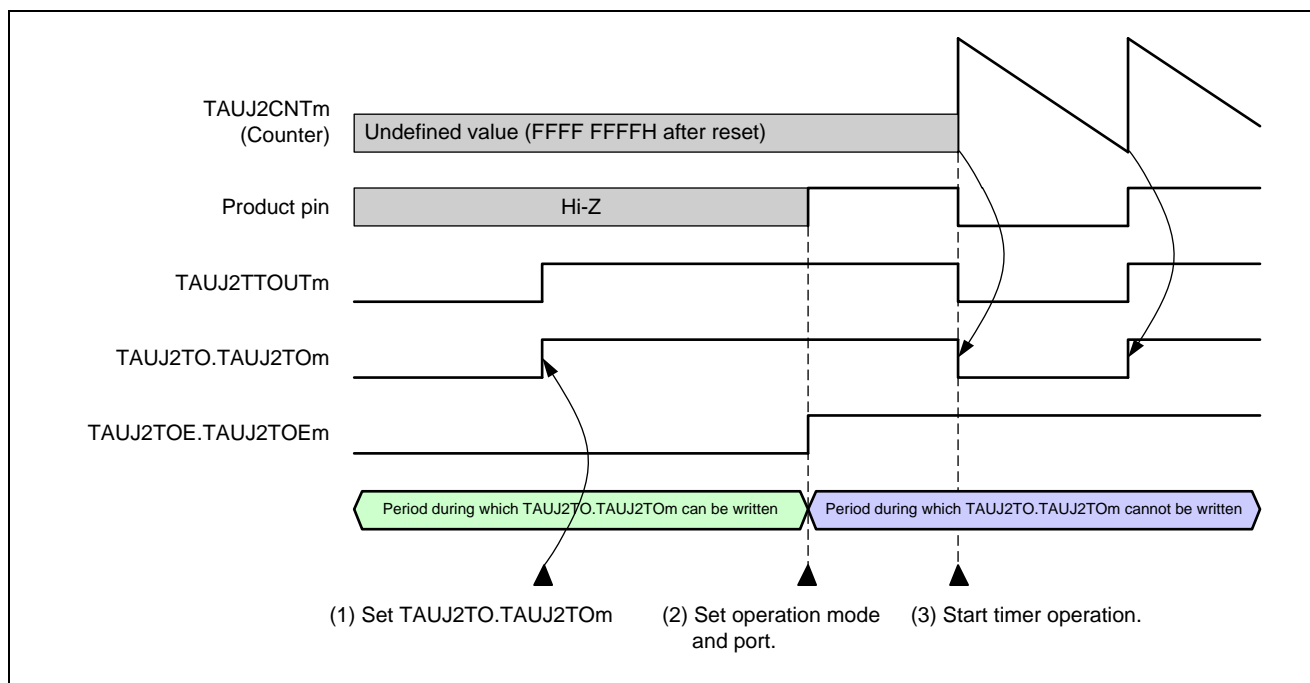 TAUJ2CNTm
(Counter)
Undefined value (FFFF FFFFH after reset)
Product pin
Hi-Z
TAUJ2TTOUTm
TAUJ2TO.TAUJ2TOm
TAUJ2TOE.TAUJ2TOEm
Period during which TAUJ2TO.TAUJ2TOm can be written
Period during which TAUJ2TO.TAUJ2TOm cannot be written
(1) Set TAUJ2TO.TAUJ2TOm
(2) Set operation mode
and port.
(3) Start timer operation.